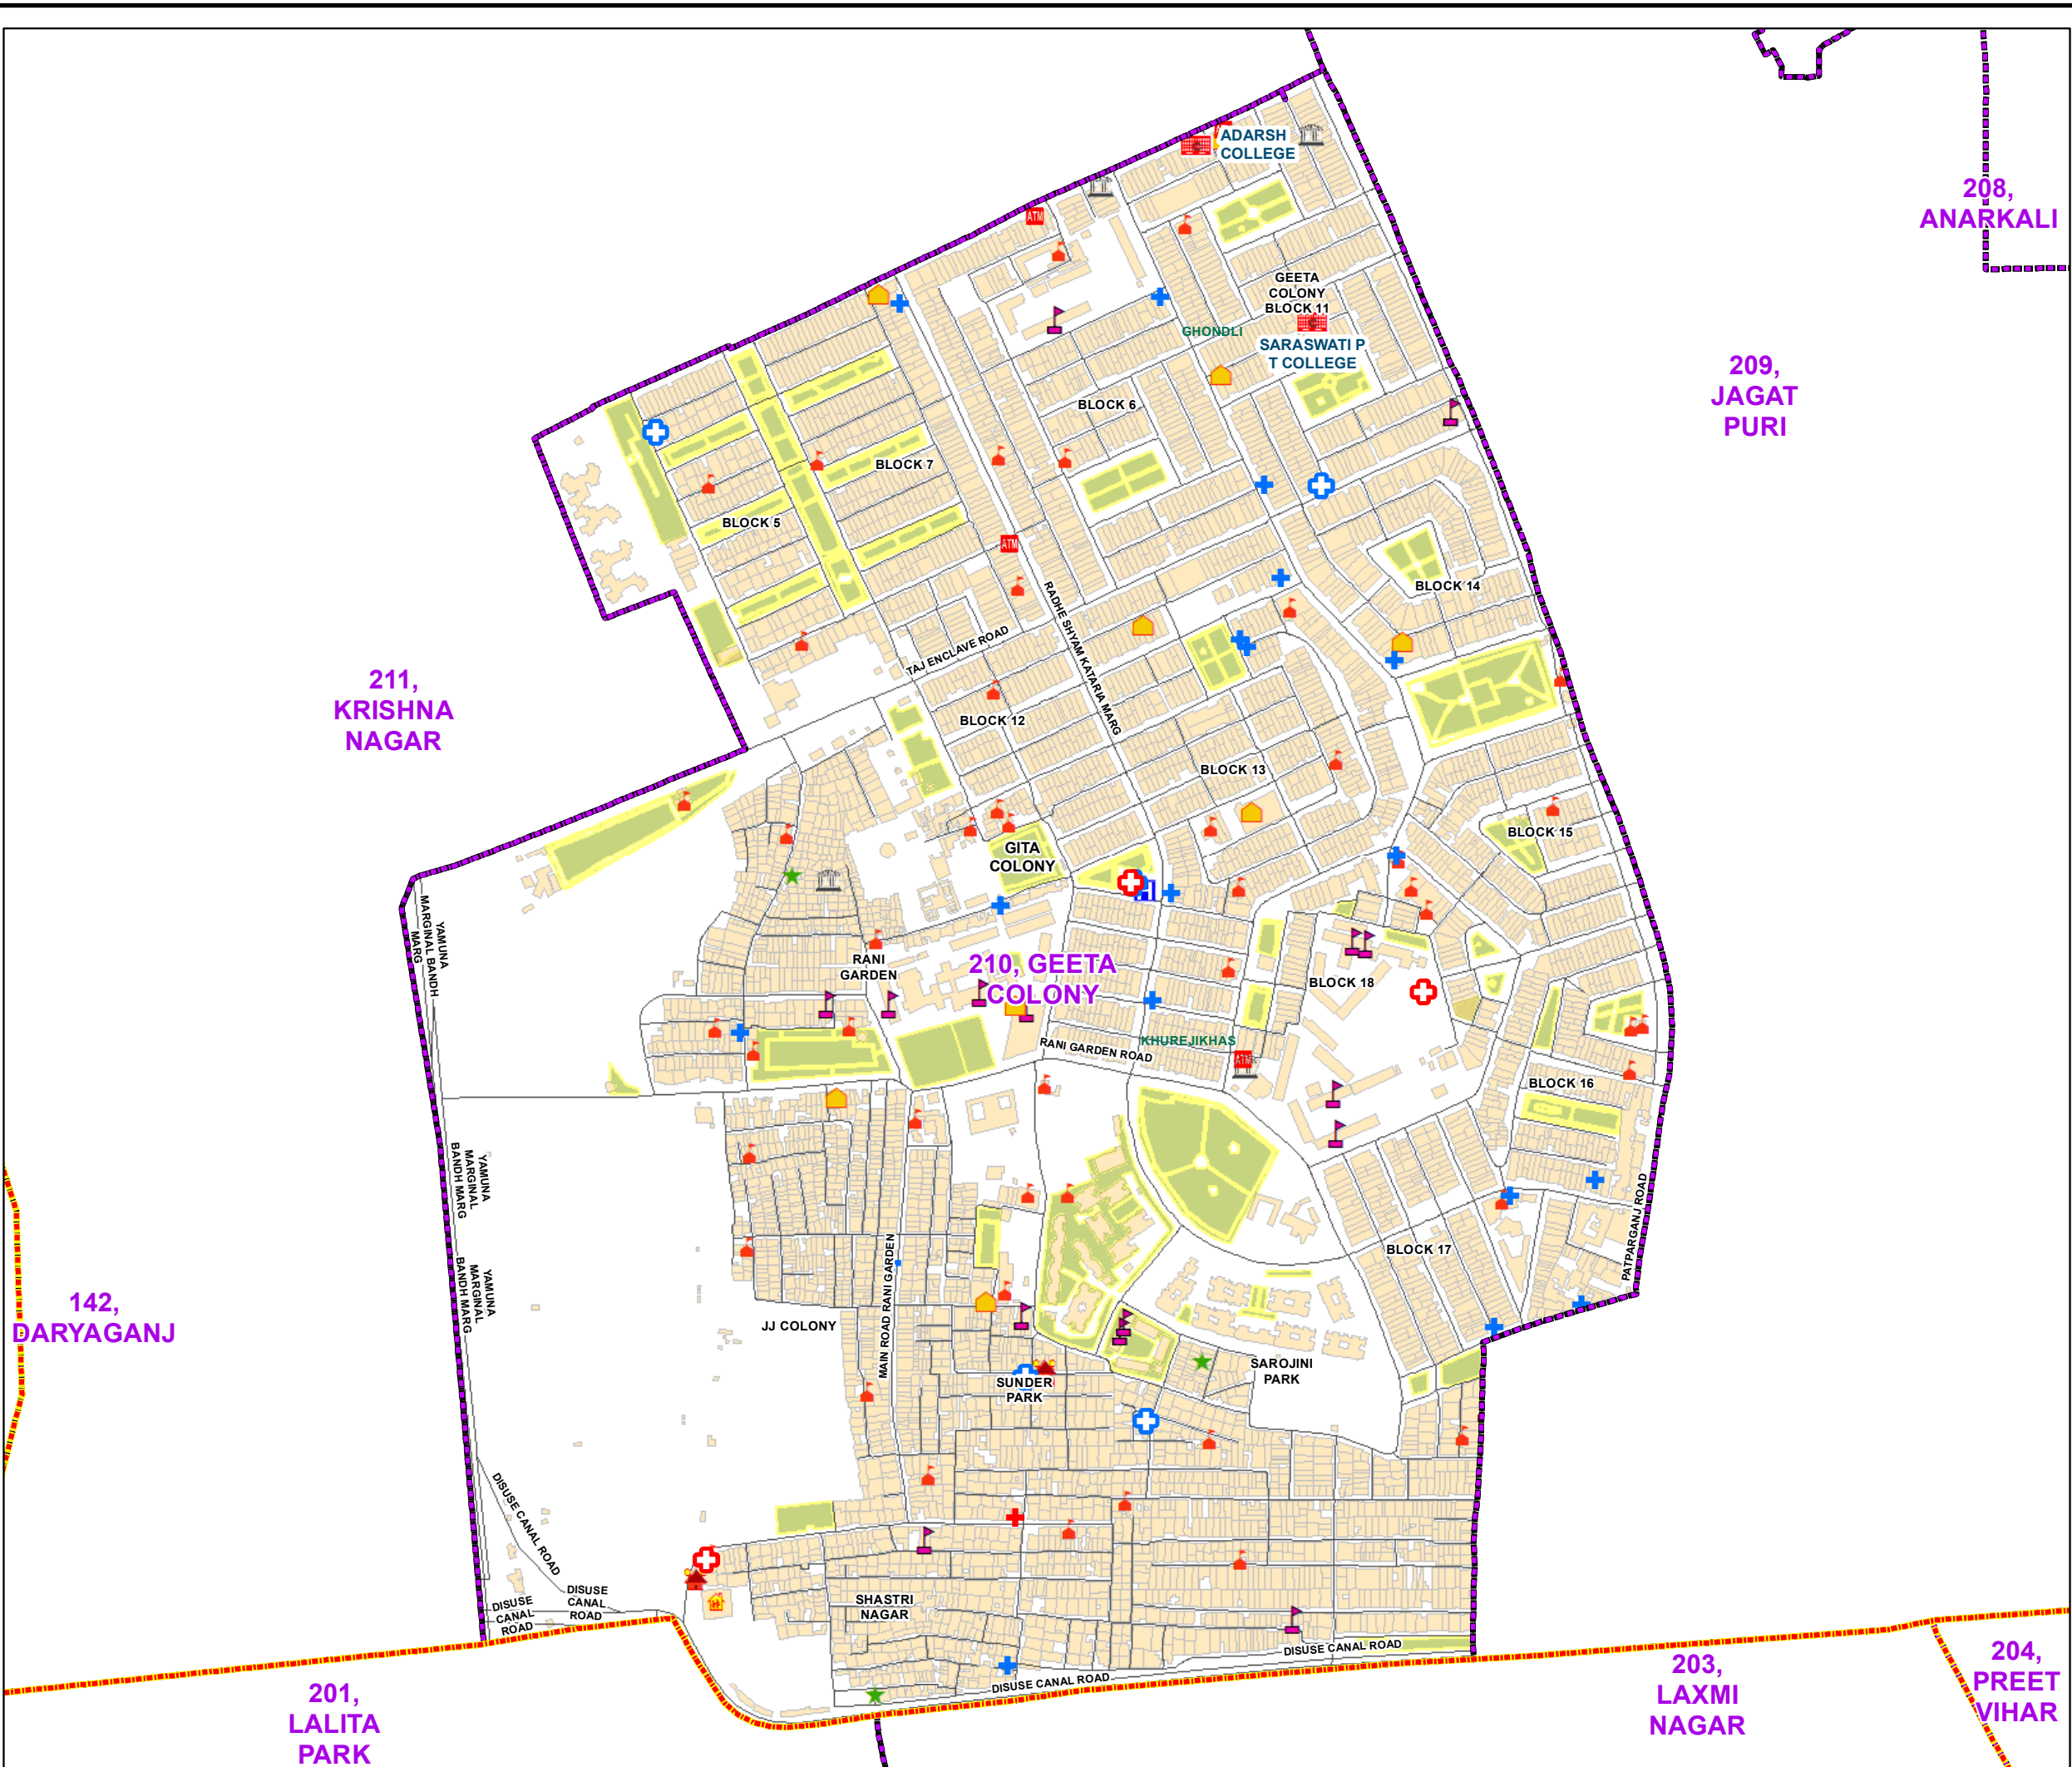 ADARSH
COLLEGE
208,
ANARKALI
ATM
GEETA
COLONY
BLOCK 11
GHONDLI
SARASWATI P
T COLLEGE
209,
JAGAT
PURI
BLOCK 6
BLOCK 7
BLOCK 5
ATM
BLOCK 14
RADHE SHYAM KATARIA MARG
TAJ ENCLAVE ROAD
211,
KRISHNA
NAGAR
BLOCK 12
BLOCK 13
BLOCK 15
GITA
COLONY
YAMUNA
MARGINAL BANDH
MARG
RANI
GARDEN
210, GEETA
COLONY
BLOCK 18
KHUREJIKHAS
RANI GARDEN ROAD
ATM
BLOCK 16
YAMUNA
MARGINAL
BANDH MARG
PATPARGANJ ROAD
BLOCK 17
YAMUNA
MARGINAL
BANDH MARG
MAIN ROAD RANI GARDEN
142,
DARYAGANJ
JJ COLONY
SUNDER
PARK
SAROJINI
PARK
DISUSE CANAL ROAD
DISUSE
CANAL
ROAD
DISUSE
CANAL
ROAD
SHASTRI
NAGAR
DISUSE CANAL ROAD
DISUSE CANAL ROAD
201,
LALITA
PARK
203,
LAXMI
NAGAR
204,
PREET
VIHAR